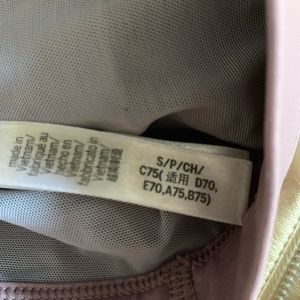 made in
Vietnam/
fabriqué au
Vietnam/
hecho en
Vietnam/
fabricado in
Vietnam/
越南制造
S/P/CH/
C75(适用 D70,
E70,A75,B75)